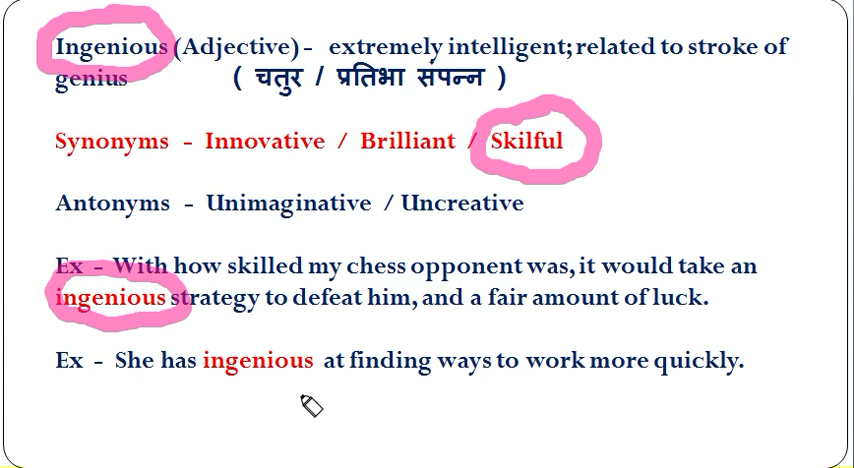 Ingenious (Adjective) - extremely intelligent; related to stroke of
genius ( चतुर / प्रतिभा संपन्न )
Synonyms - Innovative / Brilliant / Skilful
Antonyms - Unimaginative / Uncreative
Ex - With how skilled my chess opponent was, it would take an
ingenious strategy to defeat him, and a fair amount of luck.
Ex - She has ingenious at finding ways to work more quickly.